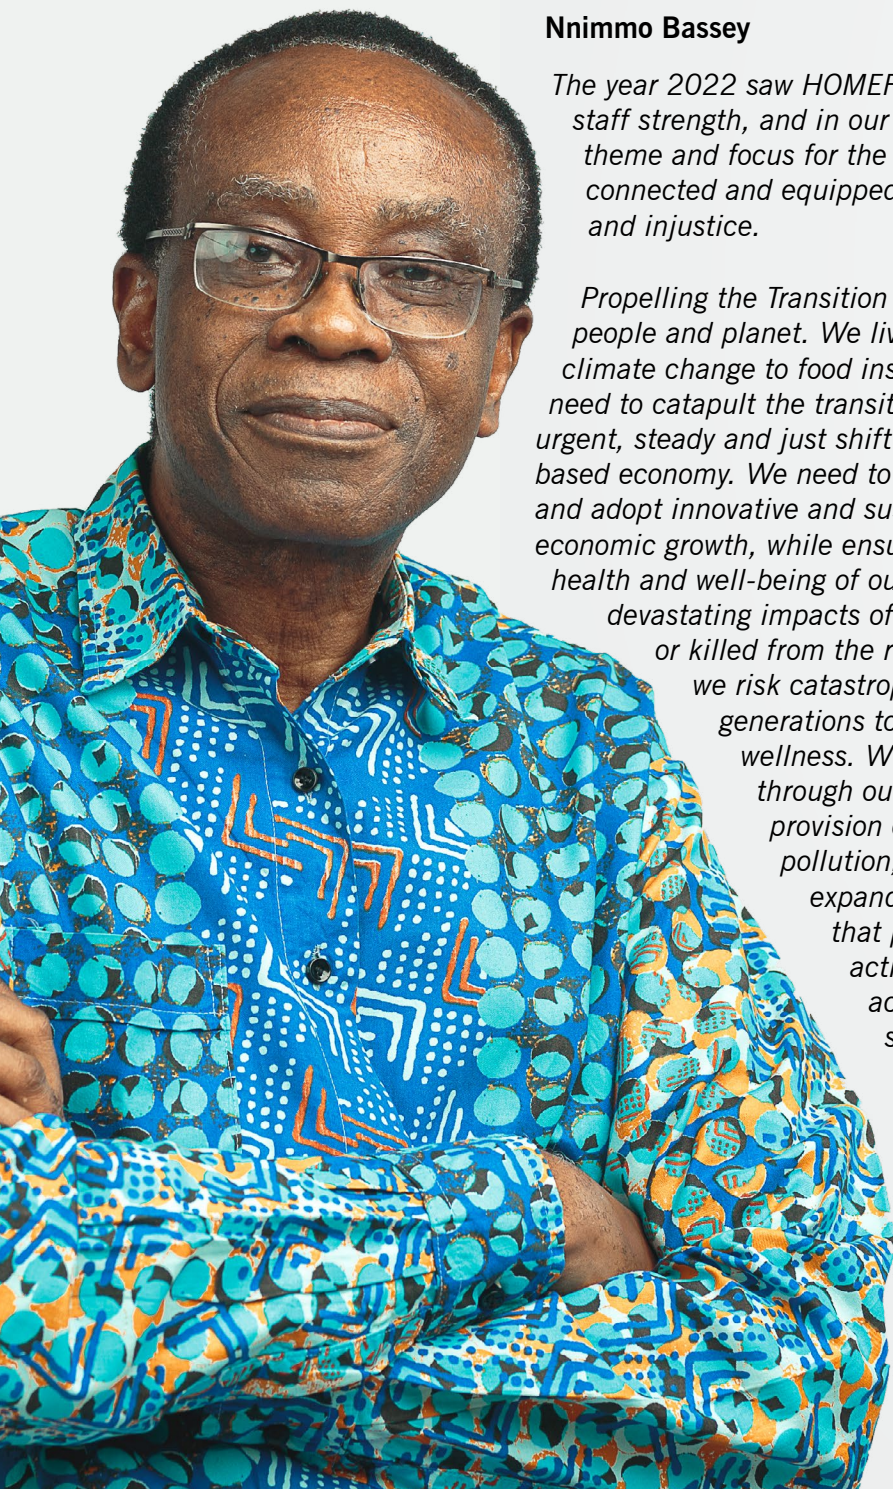 Nnimmo Bassey
The year 2022 saw HOMEF
staff strength, and in our
theme and focus for the
connected and equipped
and injustice.
Propelling the Transition
people and planet. We liv
climate change to food ins
need to catapult the transit
urgent, steady and just shift
based economy. We need to
and adopt innovative and su
economic growth, while ensu
health and well-being of ou
devastating impacts of
or killed from the r
we risk catastrop
generations to
wellness. W
through ou
provision
pollution,
expand
that
acti
ac
s